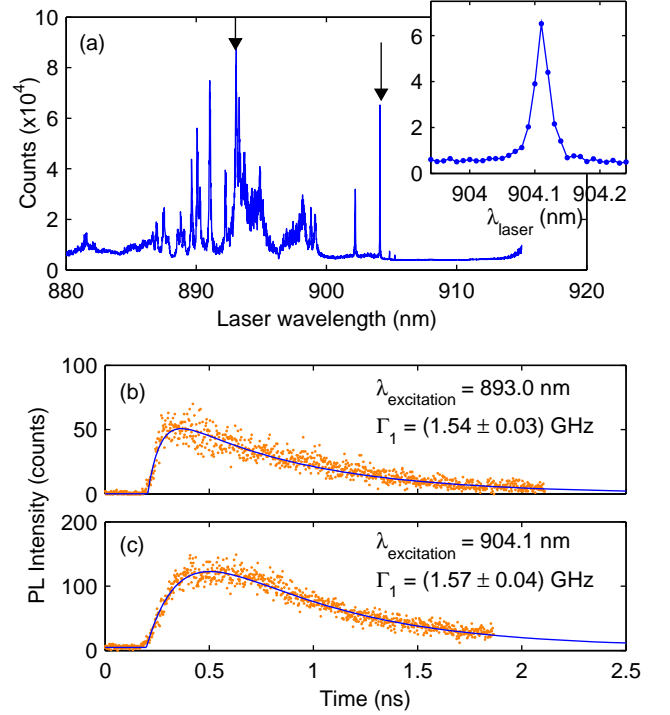 (a)
Counts (x10⁴)
10
8
6
4
2
0
880
890
900
910
920
Laser wavelength (nm)
6
4
2
0
904
904.1
904.2
λlaser (nm)
PL Intensity (counts)
(b)
λexcitation = 893.0 nm
Γ1 = (1.54 ± 0.03) GHz
100
50
0
(c)
λexcitation = 904.1 nm
Γ1 = (1.57 ± 0.04) GHz
200
100
0
0
0.5
1
1.5
2
2.5
Time (ns)